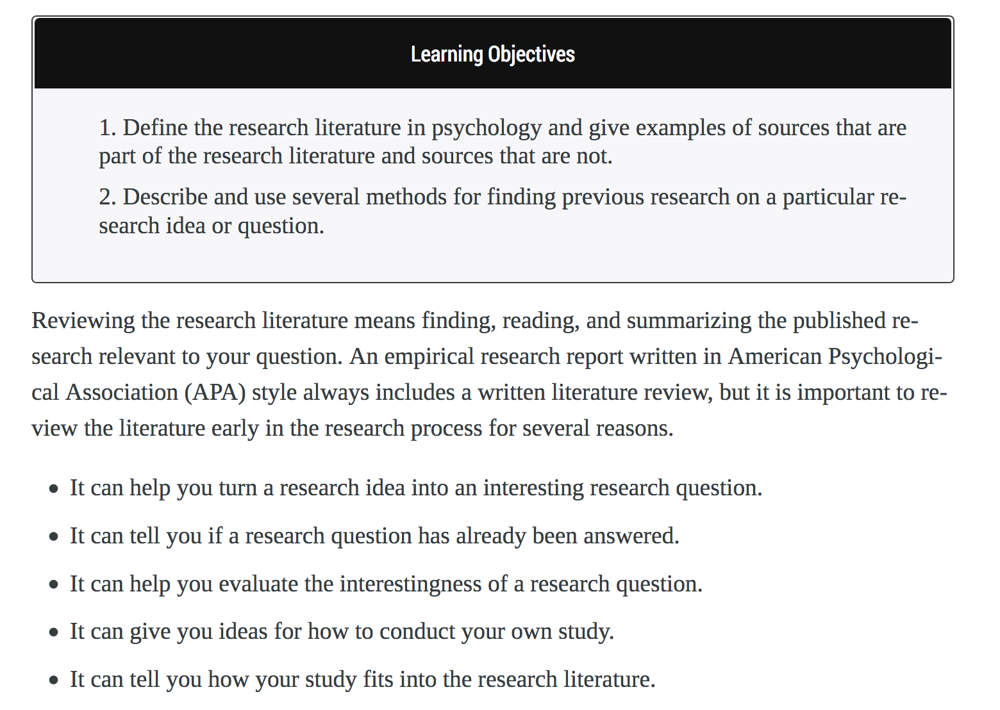 Learning Objectives
1. Define the research literature in psychology and give examples of sources that are
part of the research literature and sources that are not.
2. Describe and use several methods for finding previous research on a particular re-
search idea or question.
Reviewing the research literature means finding, reading, and summarizing the published re-
search relevant to your question. An empirical research report written in American Psychologi-
cal Association (APA) style always includes a written literature review, but it is important to re-
view the literature early in the research process for several reasons.
• It can help you turn a research idea into an interesting research question.
• It can tell you if a research question has already been answered.
• It can help you evaluate the interestingness of a research question.
• It can give you ideas for how to conduct your own study.
• It can tell you how your study fits into the research literature.